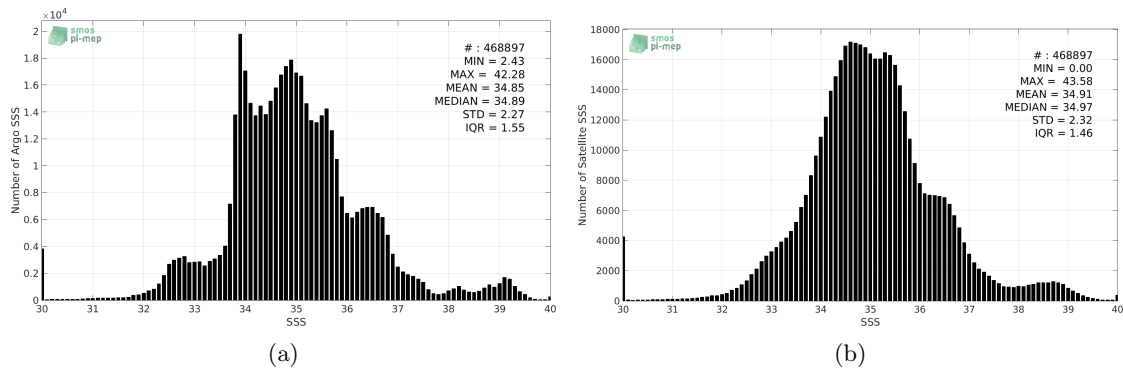 ×10⁴
smos
pi-mep
# : 468897
MIN = 2.43
MAX = 42.28
MEAN = 34.85
MEDIAN = 34.89
STD = 2.27
IQR = 1.55
Number of Argo SSS
2
1.8
1.6
1.4
1.2
1
0.8
0.6
0.4
0.2
0
30 31 32 33 34 35 36 37 38 39 40
SSS
(a)
smos
pi-mep
# : 468897
MIN = 0.00
MAX = 43.58
MEAN = 34.91
MEDIAN = 34.97
STD = 2.32
IQR = 1.46
Number of Satellite SSS
18000
16000
14000
12000
10000
8000
6000
4000
2000
0
30 31 32 33 34 35 36 37 38 39 40
SSS
(b)